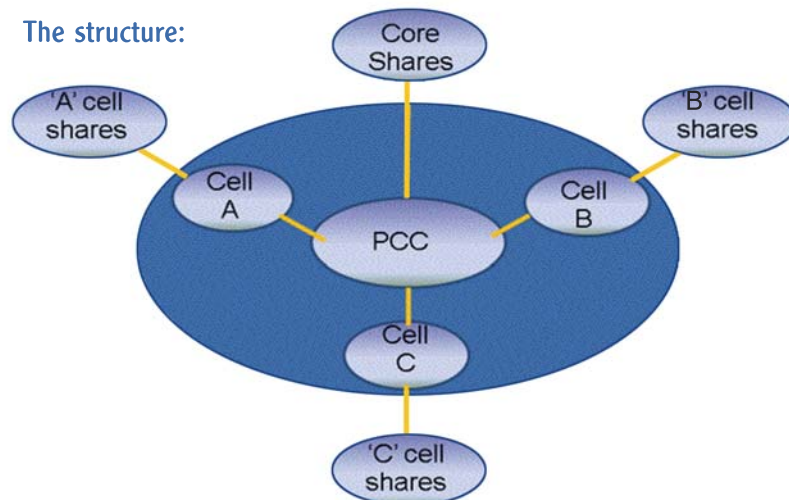 The structure:
Core
Shares
'A' cell
shares
'B' cell
shares
Cell
A
Cell
B
PCC
Cell
C
'C' cell
shares